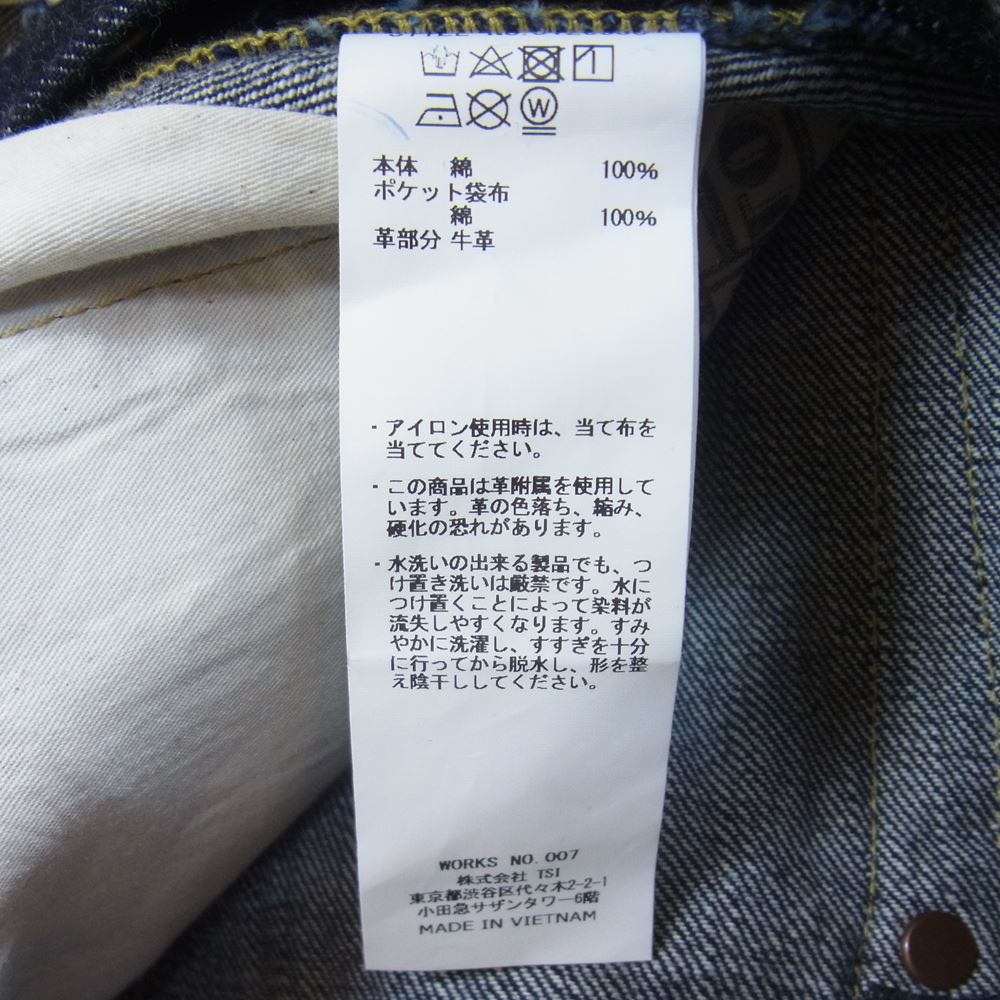 W
本体 綿 100%
ポケット袋布
綿 100%
革部分 牛革
・アイロン使用時は、当て布を
当ててください。
・この商品は革附属を使用して
います。革の色落ち、縮み、
硬化の恐れがあります。
・水洗いの出来る製品でも、つ
け置き洗いは厳禁です。水に
つけ置くことによって染料が
流失しやすくなります。すみ
やかに洗濯し、すすぎを十分
に行ってから脱水し、形を整
え陰干ししてください。
WORKS NO. 007
株式会社 TSI
東京都渋谷区代々木2-2-1
小田急サザンタワー6階
MADE IN VIETNAM